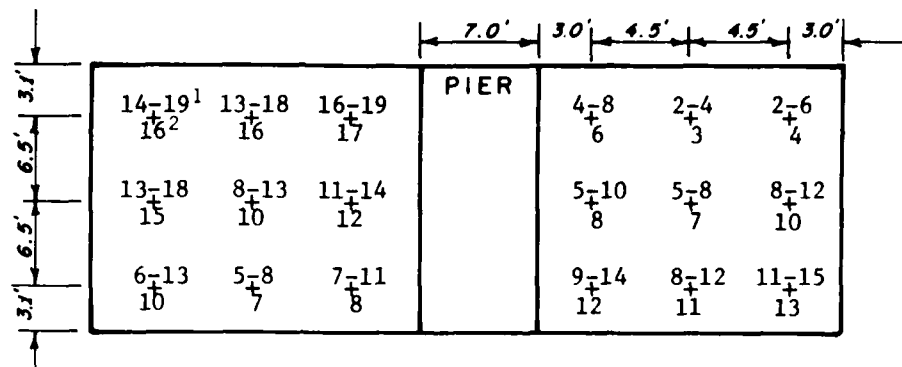 7.0' 3.0' 4.5' 4.5' 3.0'
3.1' 6.5' 6.5' 3.1'
PIER
14-19¹ 13-18 16-19 4-8 2-4 2-6
16² 16 17 6 3 4
13-18 8-13 11-14 5-10 5-8 8-12
15 10 12 8 7 10
6-13 5-8 7-11 9-14 8-12 11-15
10 7 8 12 11 13